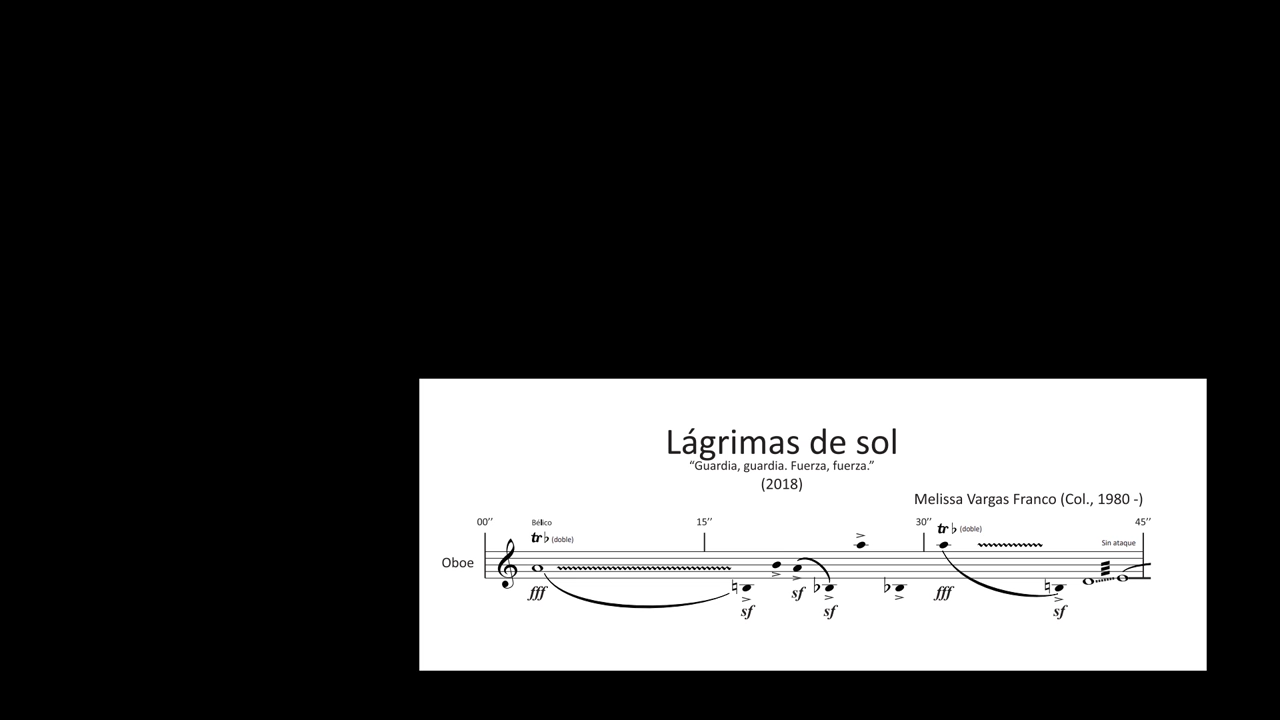 Lágrimas de sol
“Guardia, guardia. Fuerza, fuerza.”
(2018)
Melissa Vargas Franco (Col., 1980 -)
00’’ 15’’ 30’’ 45’’
Bélico
tr♭ (doble) tr♭ (doble)
Sin ataque
Oboe
fff sf fff
sf sf sf